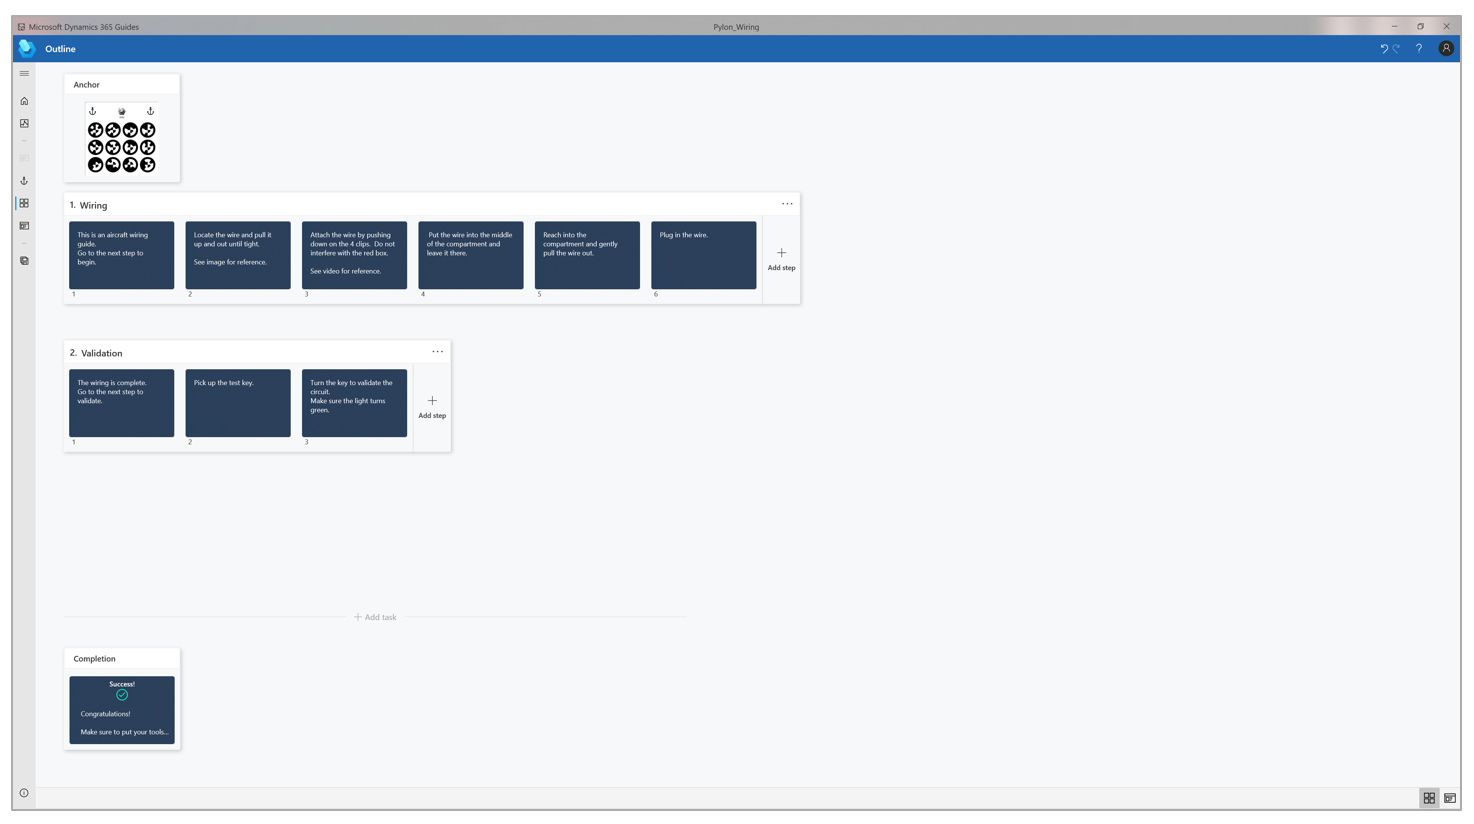 Microsoft Dynamics 365 Guides
Pylon_Wiring
Outline
?
Anchor
1. Wiring
This is an aircraft wiring
guide.
Go to the next step to
begin.
1
Locate the wire and pull it
up and out until tight.
See image for reference.
2
Attach the wire by pushing
down on the 4 clips. Do not
interfere with the red box.
See video for reference.
3
Put the wire into the middle
of the compartment and
leave it there.
4
Reach into the
compartment and gently
pull the wire out.
5
Plug in the wire.
6
Add step
2. Validation
The wiring is complete.
Go to the next step to
validate.
1
Pick up the test key.
2
Turn the key to validate the
circuit.
Make sure the light turns
green.
3
Add step
Add task
Completion
Success!
Congratulations!
Make sure to put your tools...